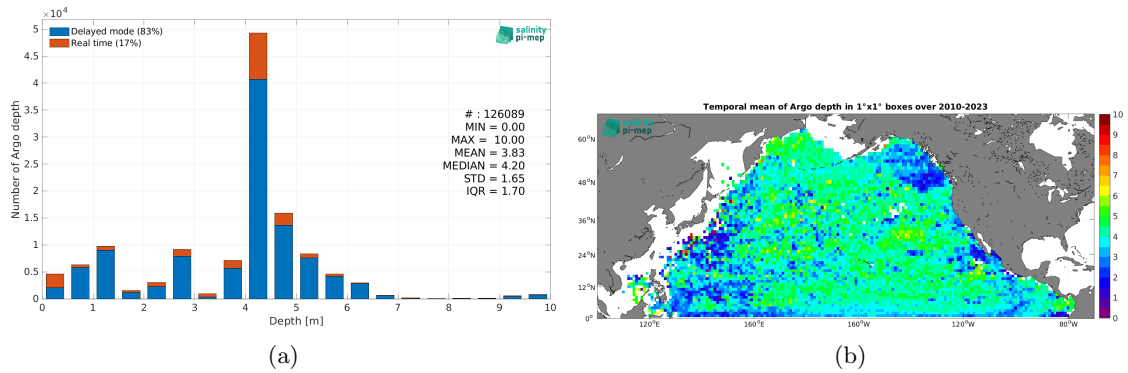 ×10⁴
Delayed mode (83%)
Real time (17%)
salinity
pi-mep
# : 126089
MIN = 0.00
MAX = 10.00
MEAN = 3.83
MEDIAN = 4.20
STD = 1.65
IQR = 1.70
Number of Argo depth
5
4.5
4
3.5
3
2.5
2
1.5
1
0.5
0
0 1 2 3 4 5 6 7 8 9 10
Depth [m]
(a)
Temporal mean of Argo depth in 1°x1° boxes over 2010-2023
salinity
pi-mep
60°N
48°N
36°N
24°N
12°N
0°
120°E 160°E 160°W 120°W 80°W
10
9
8
7
6
5
4
3
2
1
0
(b)